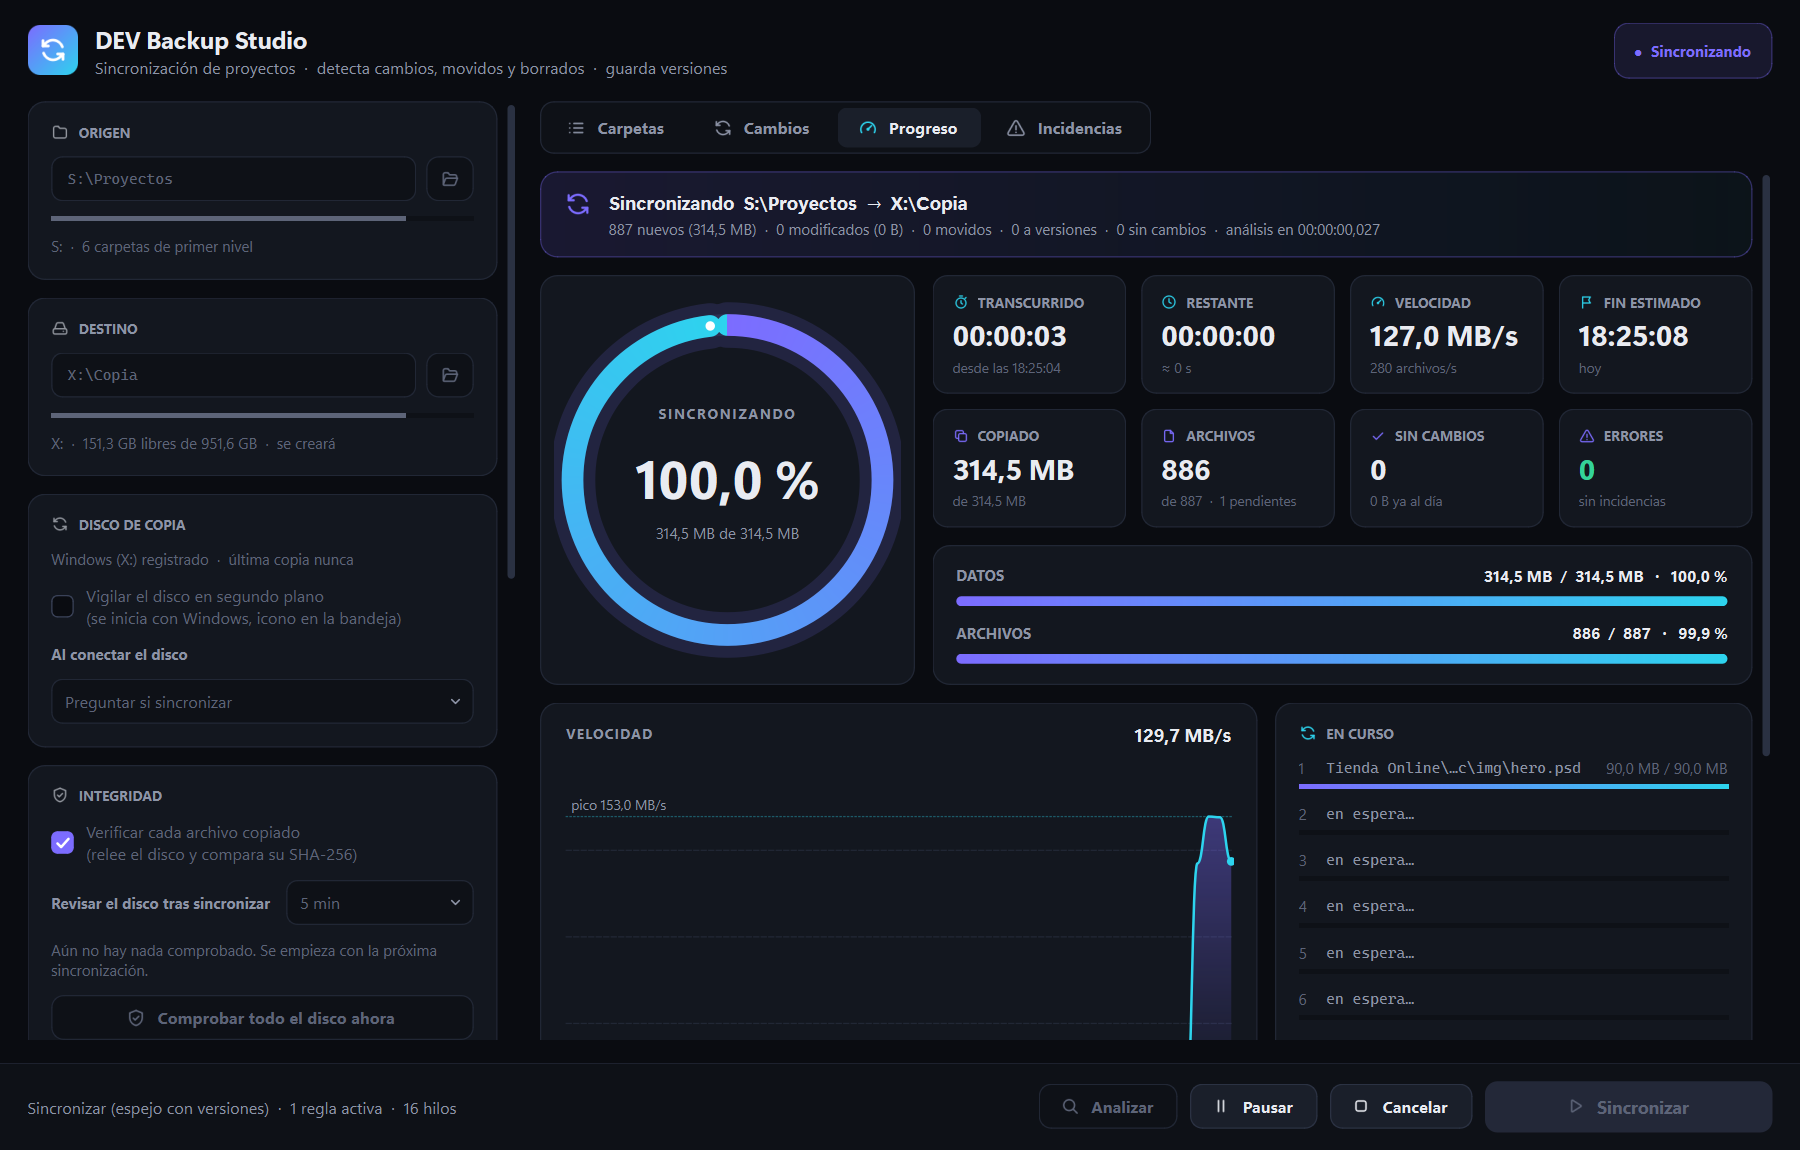 DEV Backup Studio
Sincronización de proyectos · detecta cambios, movidos y borrados · guarda versiones
• Sincronizando
ORIGEN
S:\Proyectos
S: · 6 carpetas de primer nivel
DESTINO
X:\Copia
X: · 151,3 GB libres de 951,6 GB · se creará
DISCO DE COPIA
Windows (X:) registrado · última copia nunca
Vigilar el disco en segundo plano
(se inicia con Windows, icono en la bandeja)
Al conectar el disco
Preguntar si sincronizar
INTEGRIDAD
Verificar cada archivo copiado
(relee el disco y compara su SHA-256)
Revisar el disco tras sincronizar
5 min
Aún no hay nada comprobado. Se empieza con la próxima
sincronización.
Comprobar todo el disco ahora
Carpetas
Cambios
Progreso
Incidencias
Sincronizando S:\Proyectos → X:\Copia
887 nuevos (314,5 MB) · 0 modificados (0 B) · 0 movidos · 0 a versiones · 0 sin cambios · análisis en 00:00:00,027
SINCRONIZANDO
100,0 %
314,5 MB de 314,5 MB
TRANSCURRIDO
00:00:03
desde las 18:25:04
RESTANTE
00:00:00
≈ 0 s
VELOCIDAD
127,0 MB/s
280 archivos/s
FIN ESTIMADO
18:25:08
hoy
COPIADO
314,5 MB
de 314,5 MB
ARCHIVOS
886
de 887 · 1 pendientes
SIN CAMBIOS
0
0 B ya al día
ERRORES
0
sin incidencias
DATOS
314,5 MB / 314,5 MB · 100,0 %
ARCHIVOS
886 / 887 · 99,9 %
VELOCIDAD
129,7 MB/s
pico 153,0 MB/s
EN CURSO
1 Tienda Online\…c\img\hero.psd 90,0 MB / 90,0 MB
2 en espera…
3 en espera…
4 en espera…
5 en espera…
6 en espera…
Sincronizar (espejo con versiones) · 1 regla activa · 16 hilos
Analizar
Pausar
Cancelar
Sincronizar